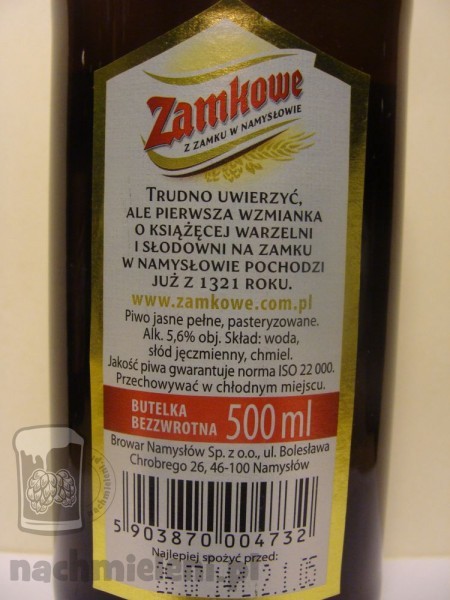 Zamkowe
Z ZAMKU W NAMYSŁOWIE
TRUDNO UWIERZYĆ,
ALE PIERWSZA WZMIANKA
O KSIĄŻĘCEJ WARZELNI
I SŁODOWNI NA ZAMKU
W NAMYSŁOWIE POCHODZI
JUŻ Z 1321 ROKU.
www.zamkowe.com.pl
Piwo jasne pełne, pasteryzowane.
Alk. 5,6% obj. Skład: woda,
słód jęczmienny, chmiel.
Jakość piwa gwarantuje norma ISO 22 000.
Przechowywać w chłodnym miejscu.
BUTELKA
BEZZWROTNA 500 ml
Browar Namysłów Sp. z o.o., ul. Bolesława
Chrobrego 26, 46-100 Namysłów
5 903870 004732
Najlepiej spożyć przed:
nachmieleni.pl